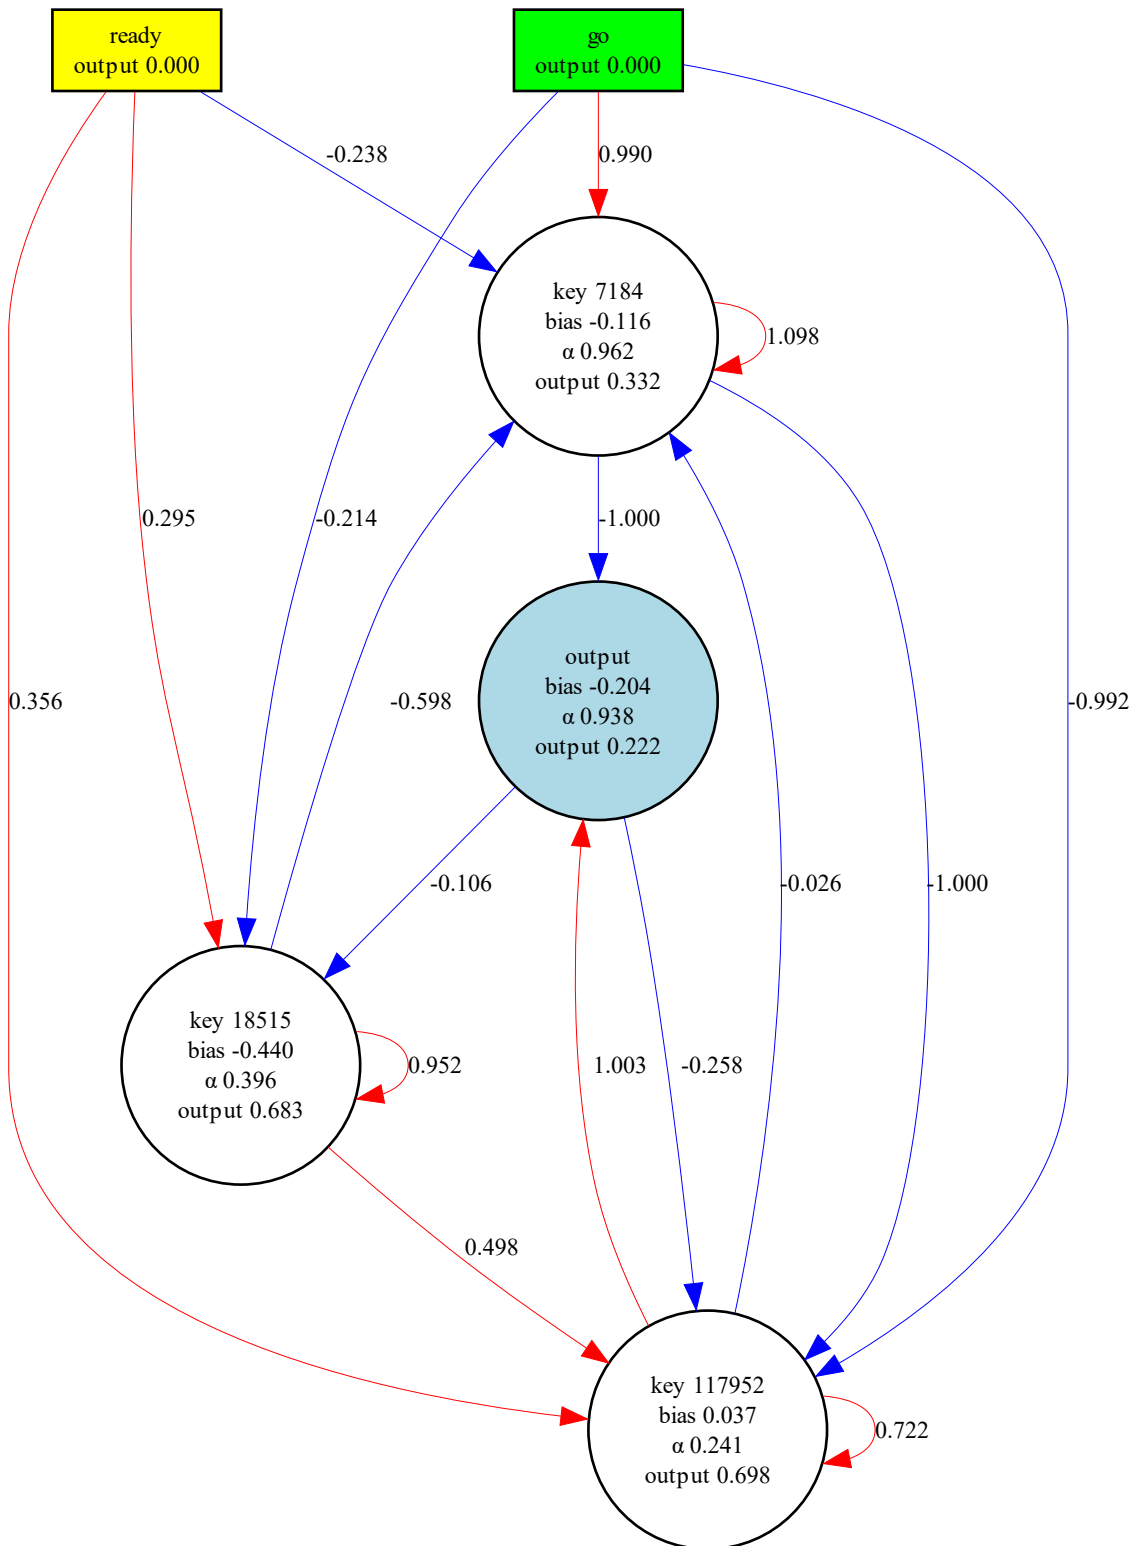 ready
output 0.000
go
output 0.000
-0.238
0.990
key 7184
bias -0.116
α 0.962
output 0.332
1.098
0.295
-0.214
-1.000
output
bias -0.204
α 0.938
output 0.222
0.356
-0.598
-0.992
-0.106
-0.026
-1.000
key 18515
bias -0.440
α 0.396
output 0.683
0.952
1.003
-0.258
0.498
key 117952
bias 0.037
α 0.241
output 0.698
0.722